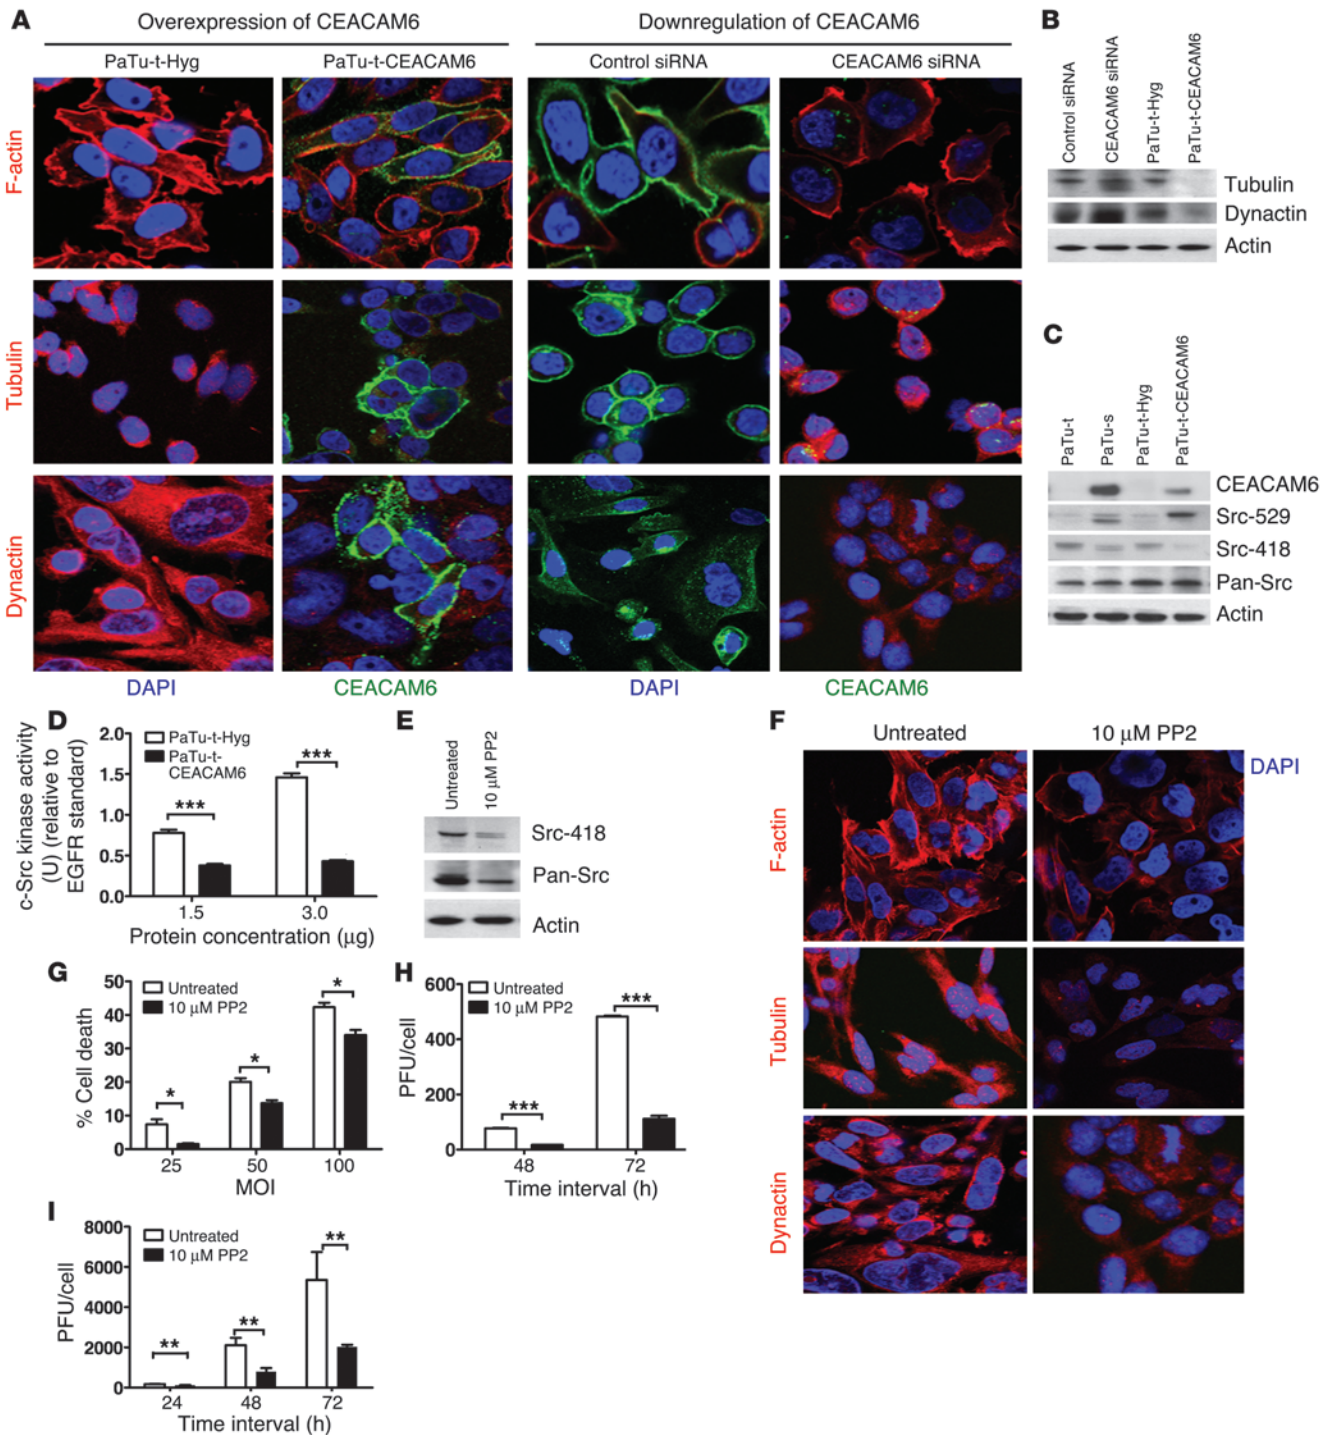 A
Overexpression of CEACAM6
Downregulation of CEACAM6
PaTu-t-Hyg
PaTu-t-CEACAM6
Control siRNA
CEACAM6 siRNA
F-actin
Tubulin
Dynactin
DAPI
CEACAM6
DAPI
CEACAM6
B
Control siRNA
CEACAM6 siRNA
PaTu-t-Hyg
PaTu-t-CEACAM6
Tubulin
Dynactin
Actin
C
PaTu-t
PaTu-s
PaTu-t-Hyg
PaTu-t-CEACAM6
CEACAM6
Src-529
Src-418
Pan-Src
Actin
D
c-Src kinase activity
(U) (relative to
EGFR standard)
2.0
1.5
1.0
0.5
0.0
PaTu-t-Hyg
PaTu-t-
CEACAM6
***
***
1.5
3.0
Protein concentration (μg)
E
Untreated
10 μM PP2
Src-418
Pan-Src
Actin
F
Untreated
10 μM PP2
DAPI
F-actin
Tubulin
Dynactin
G
% Cell death
50
40
30
20
10
0
Untreated
10 μM PP2
*
*
*
25
50
100
MOI
H
PFU/cell
600
400
200
0
Untreated
10 μM PP2
***
***
48
72
Time interval (h)
I
PFU/cell
8000
6000
4000
2000
0
Untreated
10 μM PP2
**
**
**
24
48
72
Time interval (h)